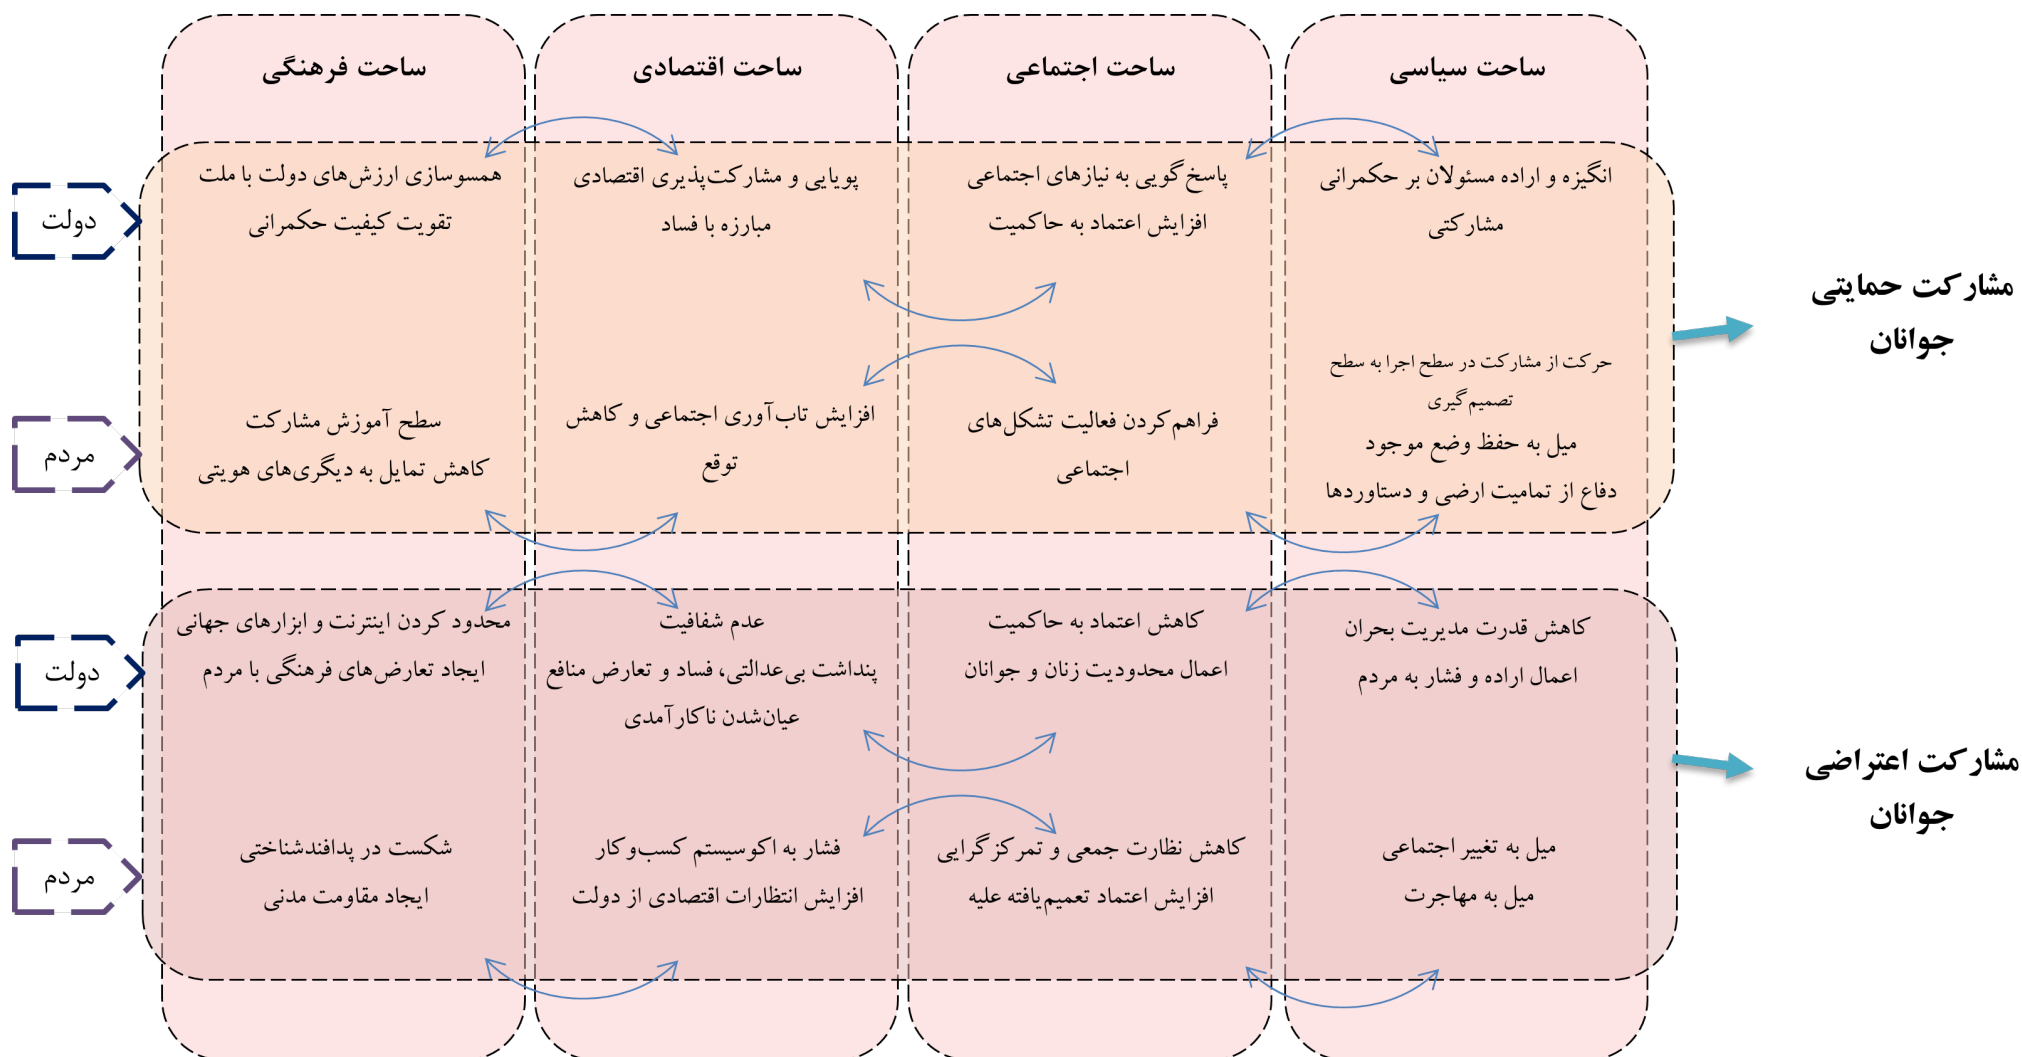 ساحت سیاسی
ساحت اجتماعی
ساحت اقتصادی
ساحت فرهنگی
دولت
انگیزه و اراده مسئولان بر حکمرانی
مشارکتی
پاسخ‌گویی به نیازهای اجتماعی
افزایش اعتماد به حاکمیت
پویایی و مشارکت‌پذیری اقتصادی
مبارزه با فساد
همسوسازی ارزش‌های دولت با ملت
تقویت کیفیت حکمرانی
مردم
حرکت از مشارکت در سطح اجرا به سطح
تصمیم‌گیری
میل به حفظ وضع موجود
دفاع از تمامیت ارضی و دستاوردها
فراهم‌کردن فعالیت تشکل‌های
اجتماعی
افزایش تاب‌آوری اجتماعی و کاهش
توقع
سطح آموزش مشارکت
کاهش تمایل به دیگری‌های هویتی
مشارکت حمایتی
جوانان
دولت
کاهش قدرت مدیریت بحران
اعمال اراده و فشار به مردم
کاهش اعتماد به حاکمیت
اعمال محدودیت زنان و جوانان
عدم شفافیت
پنداشت بی‌عدالتی، فساد و تعارض منافع
عیان‌شدن ناکارآمدی
محدود کردن اینترنت و ابزارهای جهانی
ایجاد تعارض‌های فرهنگی با مردم
مردم
میل به تغییر اجتماعی
میل به مهاجرت
کاهش نظارت جمعی و تمرکزگرایی
افزایش اعتماد تعمیم‌یافته علیه
فشار به اکوسیستم کسب‌وکار
افزایش انتظارات اقتصادی از دولت
شکست در پدافندشناختی
ایجاد مقاومت مدنی
مشارکت اعتراضی
جوانان